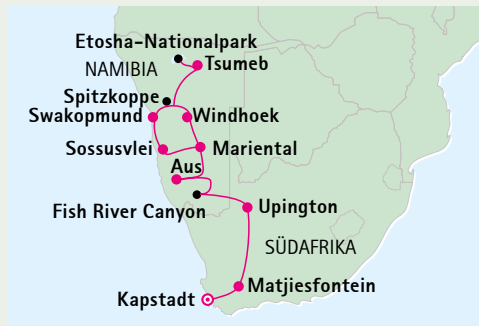 Etosha-Nationalpark
NAMIBIA
Tsumeb
Spitzkoppe
Swakopmund
Windhoek
Sossusvlei
Mariental
Aus
Fish River Canyon
Upington
SÜDAFRIKA
Matjiesfontein
Kapstadt